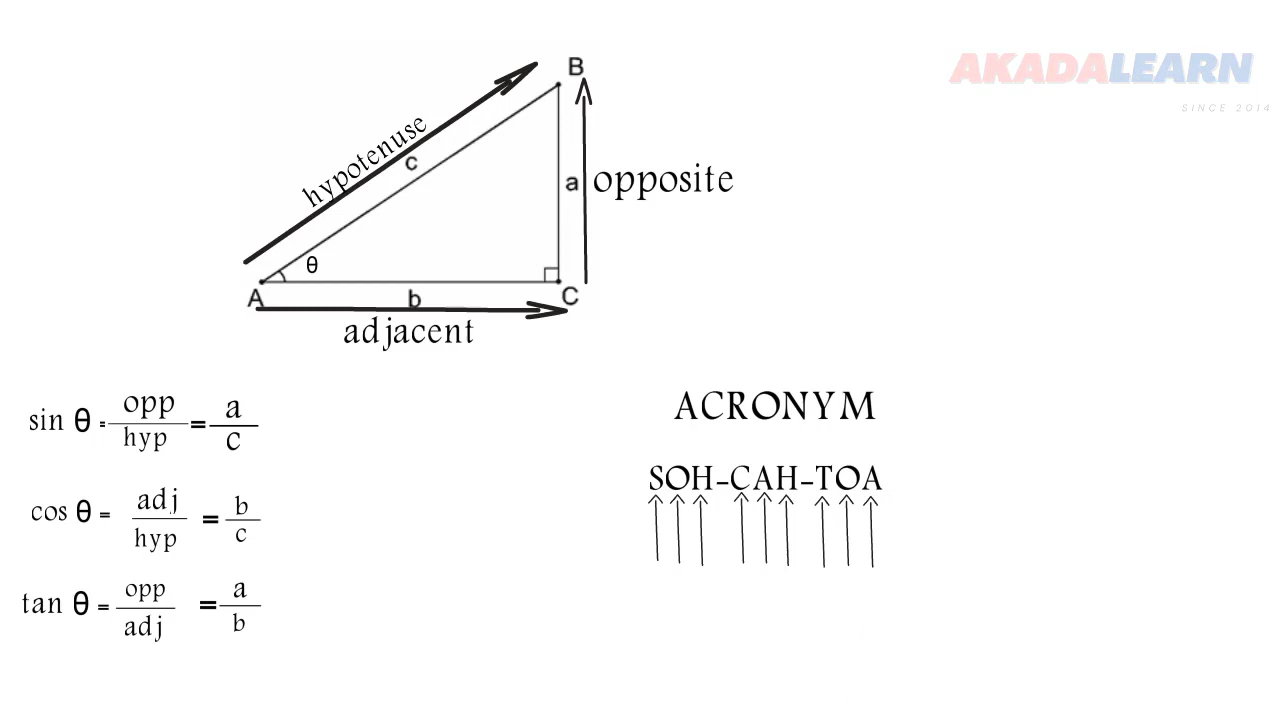 AKADALEARN
SINCE 2014
B
hypotenuse
c
a
opposite
θ
A
b
C
adjacent
sin θ = opp/hyp = a/c
cos θ = adj/hyp = b/c
tan θ = opp/adj = a/b
ACRONYM
SOH-CAH-TOA